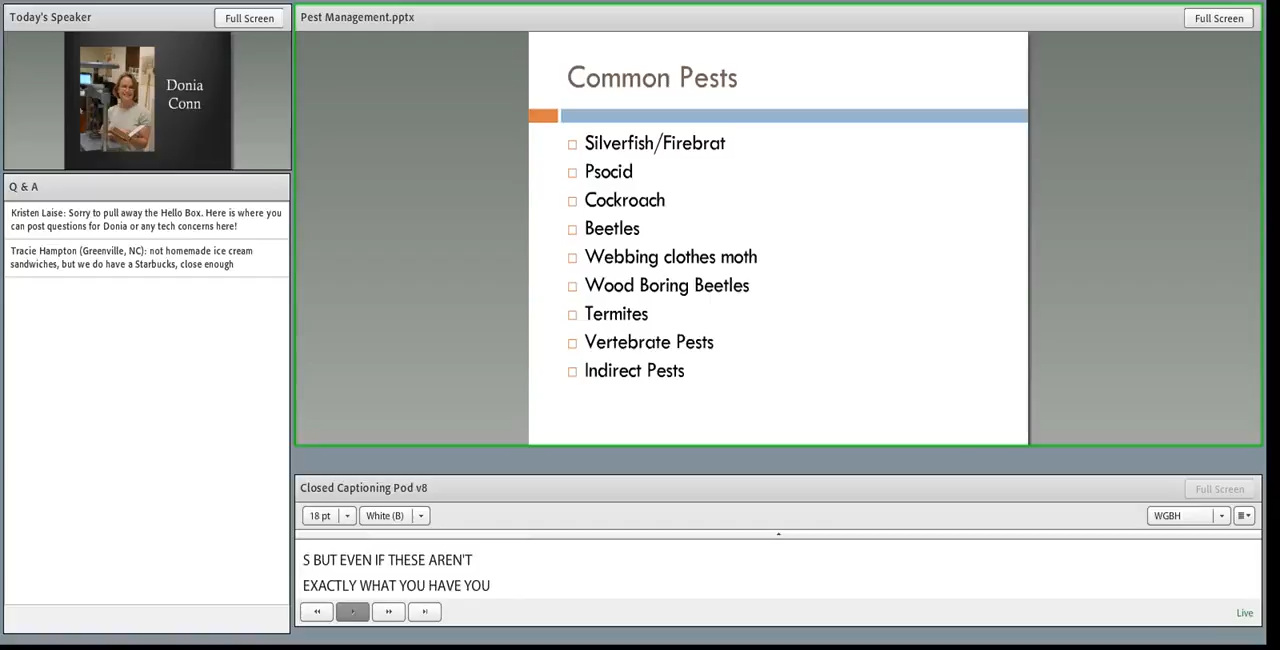 Today's Speaker
Full Screen
Donia
Conn
Q & A
Kristen Laise: Sorry to pull away the Hello Box. Here is where you
can post questions for Donia or any tech concerns here!
Tracie Hampton (Greenville, NC): not homemade ice cream
sandwiches, but we do have a Starbucks, close enough
Pest Management.pptx
Full Screen
Common Pests
Silverfish/Firebrat
Psocid
Cockroach
Beetles
Webbing clothes moth
Wood Boring Beetles
Termites
Vertebrate Pests
Indirect Pests
Closed Captioning Pod v8
Full Screen
18 pt
White (B)
WGBH
S BUT EVEN IF THESE AREN'T
EXACTLY WHAT YOU HAVE YOU
Live